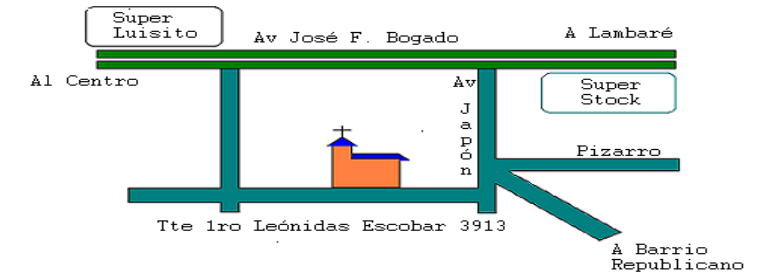 Super
Luisito
Av José F. Bogado
A Lambaré
Al Centro
Av Japón
Super
Stock
Pizarro
Tte 1ro Leónidas Escobar 3913
A Barrio
Republicano